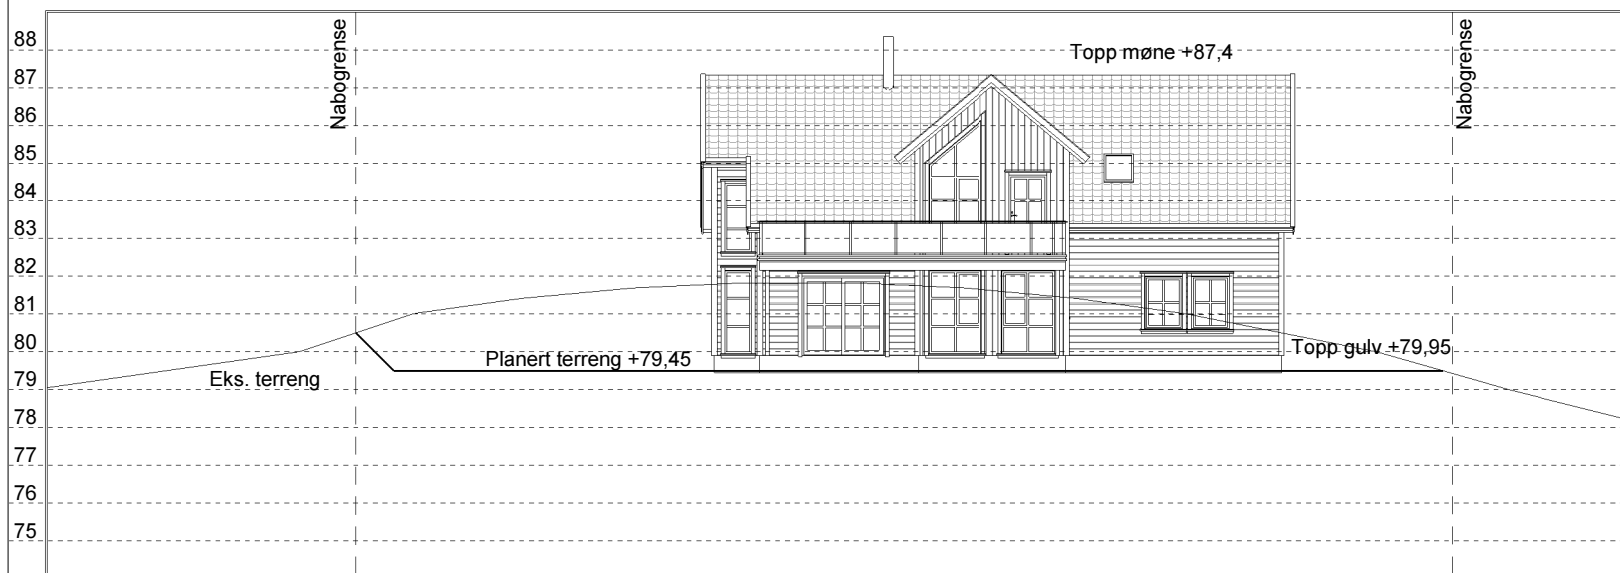 88
87
86
85
84
83
82
81
80
79
78
77
76
75
Nabogrense
Topp møne +87,4
Nabogrense
Planert terreng +79,45
Topp gulv +79,95
Eks. terreng